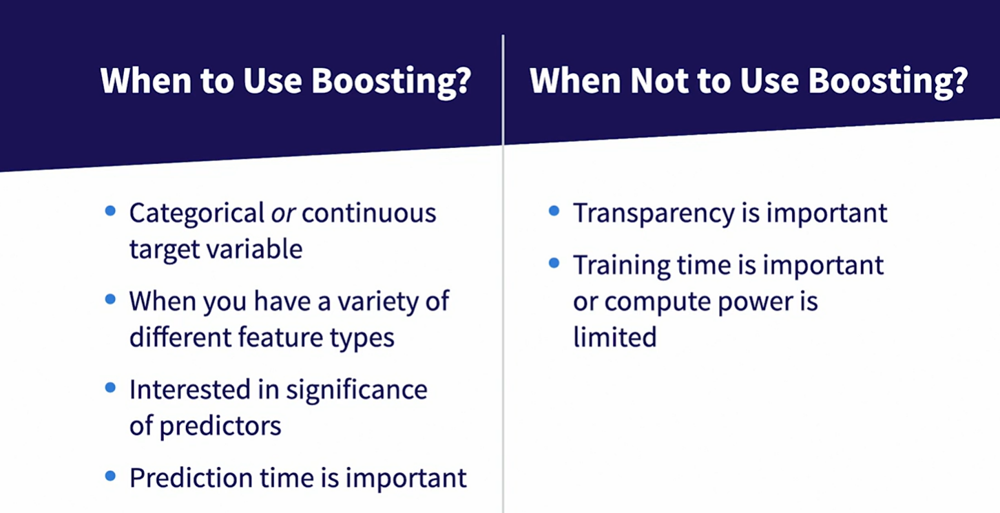 When to Use Boosting?
Categorical or continuous
target variable
When you have a variety of
different feature types
Interested in significance
of predictors
Prediction time is important
When Not to Use Boosting?
Transparency is important
Training time is important
or compute power is
limited